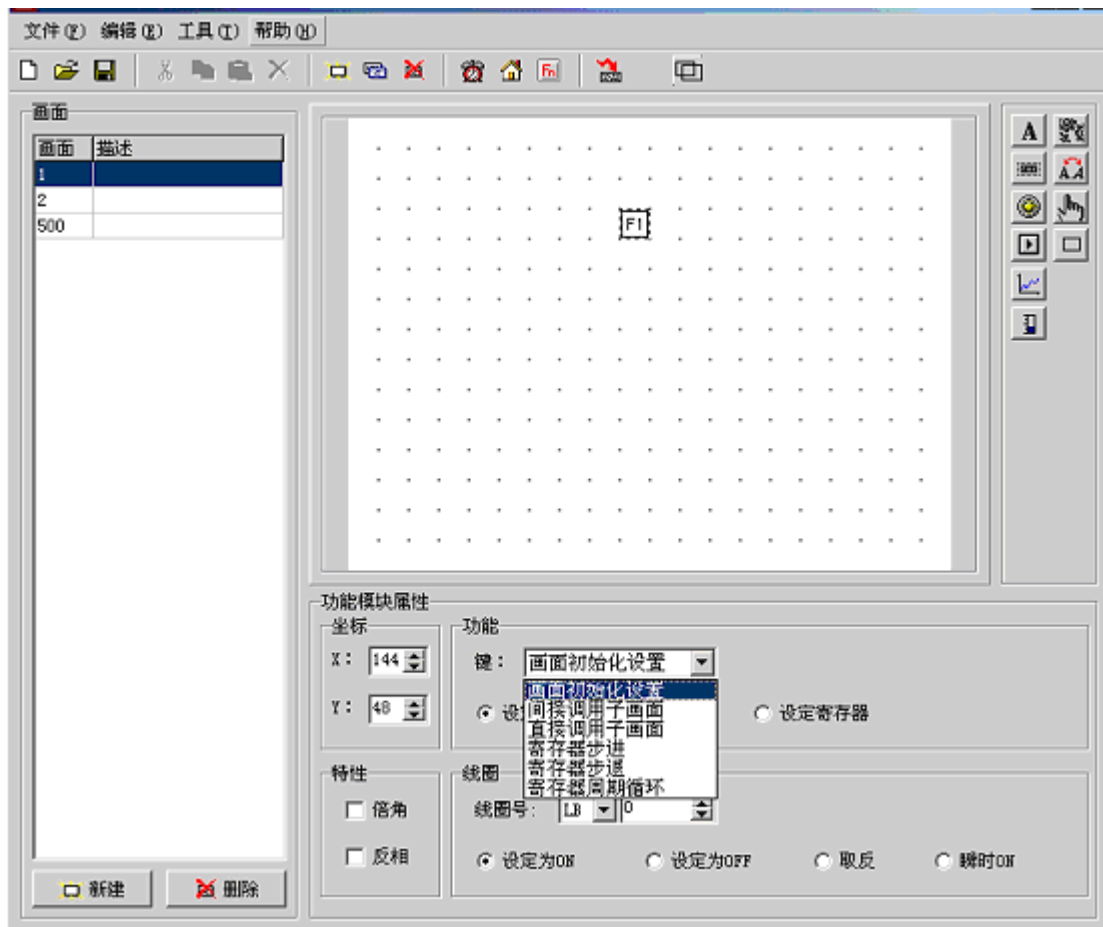 文件(F) 编辑(E) 工具(T) 帮助(H)
画面
画面 描述
1
2
500
F1
A
功能模块属性
坐标
X: 144
Y: 48
功能
键: 画面初始化设置
画面初始化设置
间接调用子画面
直接调用子画面
寄存器步进
寄存器步退
寄存器周期循环
设 设定寄存器
特性
倍角
反相
线圈
线圈号: LB 0
设定为ON 设定为OFF 取反 瞬时ON
新建 删除